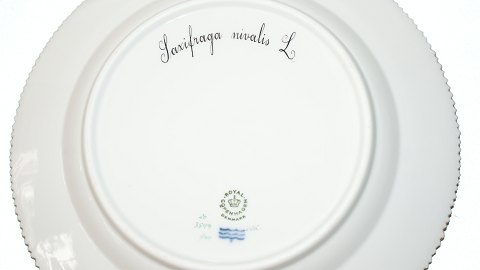 Saxifraga nivalis L
ROYAL
COPENHAGEN
DENMARK